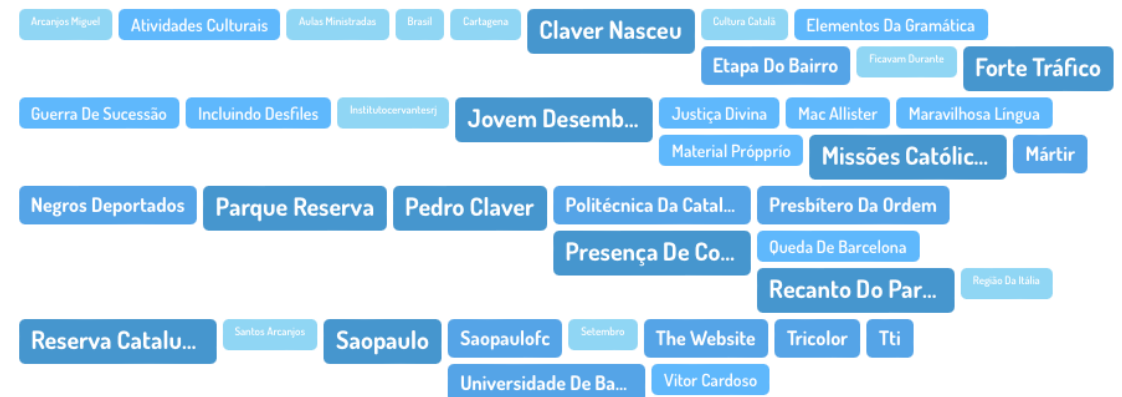 Arcanjos Miguel
Atividades Culturais
Aulas Ministradas
Brasil
Cartagena
Claver Nasceu
Cultura Catalã
Elementos Da Gramática
Etapa Do Bairro
Ficavam Durante
Forte Tráfico
Guerra De Sucessão
Incluindo Desfiles
Institutocervantesrj
Jovem Desemb...
Justiça Divina
Mac Allister
Maravilhosa Língua
Material Própprio
Missões Católic...
Mártir
Negros Deportados
Parque Reserva
Pedro Claver
Politécnica Da Catal...
Presbítero Da Ordem
Presença De Co...
Queda De Barcelona
Recanto Do Par...
Região Da Itália
Reserva Catalu...
Santos Arcanjos
Saopaulo
Saopaulofc
Setembro
The Website
Tricolor
Tti
Universidade De Ba...
Vitor Cardoso